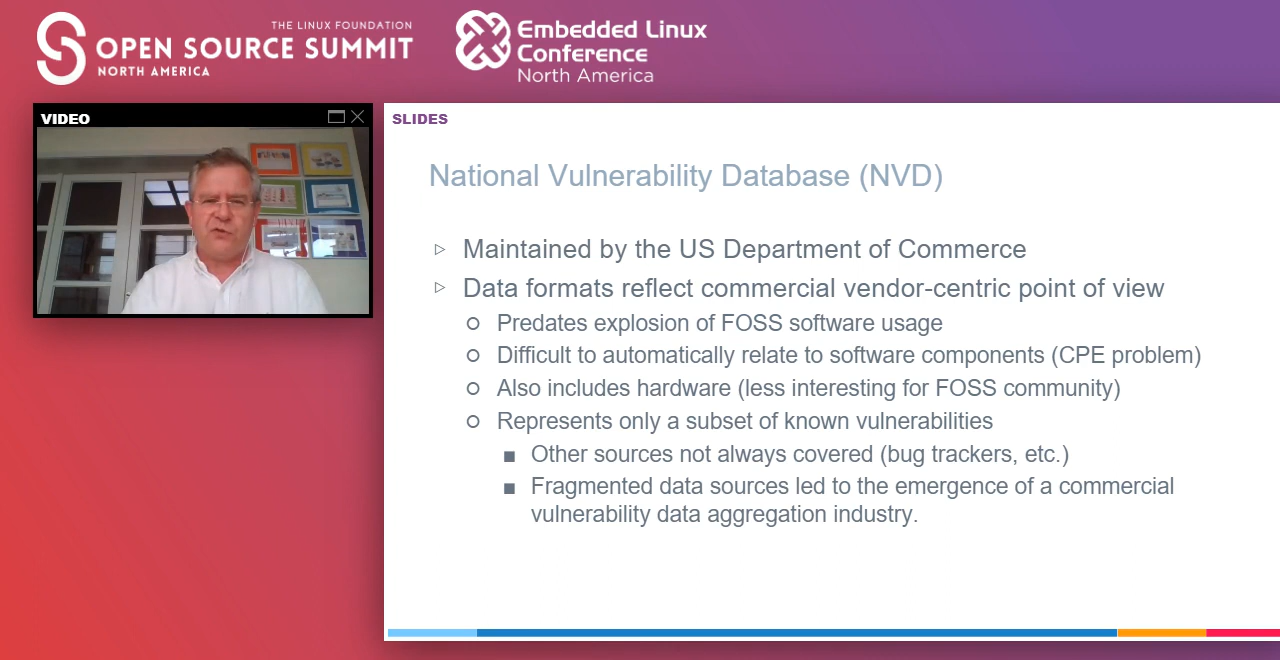 THE LINUX FOUNDATION
OPEN SOURCE SUMMIT
NORTH AMERICA
Embedded Linux
Conference
North America
VIDEO
SLIDES
National Vulnerability Database (NVD)
Maintained by the US Department of Commerce
Data formats reflect commercial vendor-centric point of view
Predates explosion of FOSS software usage
Difficult to automatically relate to software components (CPE problem)
Also includes hardware (less interesting for FOSS community)
Represents only a subset of known vulnerabilities
Other sources not always covered (bug trackers, etc.)
Fragmented data sources led to the emergence of a commercial
vulnerability data aggregation industry.